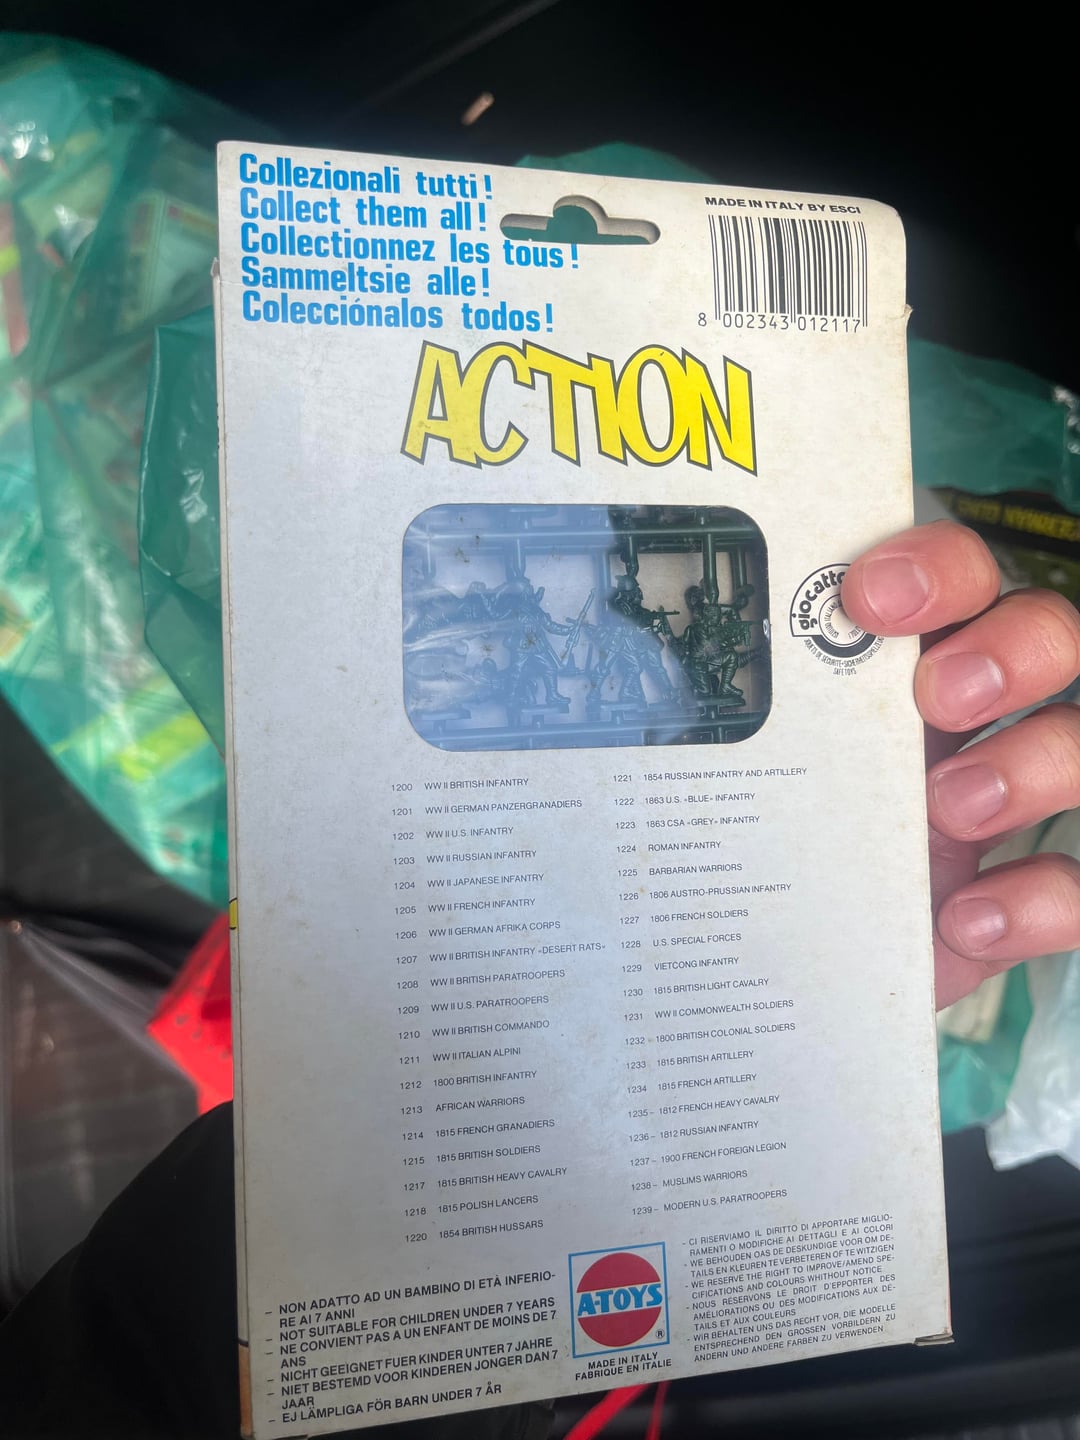 Collezionali tutti!
Collect them all!
Collectionnez les tous!
Sammeltsie alle!
Colecciónalos todos!
MADE IN ITALY BY ESCI
8 002343 012117
ACTION
giocatto
SAFE TOYS
1200 WW II BRITISH INFANTRY
1201 WW II GERMAN PANZERGRANADIERS
1202 WW II U.S. INFANTRY
1203 WW II RUSSIAN INFANTRY
1204 WW II JAPANESE INFANTRY
1205 WW II FRENCH INFANTRY
1206 WW II GERMAN AFRIKA CORPS
1207 WW II BRITISH INFANTRY «DESERT RATS»
1208 WW II BRITISH PARATROOPERS
1209 WW II U.S. PARATROOPERS
1210 WW II BRITISH COMMANDO
1211 WW II ITALIAN ALPINI
1212 1800 BRITISH INFANTRY
1213 AFRICAN WARRIORS
1214 1815 FRENCH GRANADIERS
1215 1815 BRITISH SOLDIERS
1217 1815 BRITISH HEAVY CAVALRY
1218 1815 POLISH LANCERS
1220 1854 BRITISH HUSSARS
1221 1854 RUSSIAN INFANTRY AND ARTILLERY
1222 1863 U.S. «BLUE» INFANTRY
1223 1863 CSA «GREY» INFANTRY
1224 ROMAN INFANTRY
1225 BARBARIAN WARRIORS
1226 1806 AUSTRO-PRUSSIAN INFANTRY
1227 1806 FRENCH SOLDIERS
1228 U.S. SPECIAL FORCES
1229 VIETCONG INFANTRY
1230 1815 BRITISH LIGHT CAVALRY
1231 WW II COMMONWEALTH SOLDIERS
1232 - 1800 BRITISH COLONIAL SOLDIERS
1233 1815 BRITISH ARTILLERY
1234 1815 FRENCH ARTILLERY
1235 - 1812 FRENCH HEAVY CAVALRY
1236 - 1812 RUSSIAN INFANTRY
1237 - 1900 FRENCH FOREIGN LEGION
1238 - MUSLIMS WARRIORS
1239 - MODERN U.S. PARATROOPERS
- NON ADATTO AD UN BAMBINO DI ETÀ INFERIO-
RE AI 7 ANNI
- NOT SUITABLE FOR CHILDREN UNDER 7 YEARS
- NE CONVIENT PAS A UN ENFANT DE MOINS DE 7
ANS
- NICHT GEEIGNET FUER KINDER UNTER 7 JAHRE
- NIET BESTEMD VOOR KINDEREN JONGER DAN 7
JAAR
- EJ LÄMPLIGA FÖR BARN UNDER 7 ÅR
A-TOYS
®
MADE IN ITALY
FABRIQUE EN ITALIE
- CI RISERVIAMO IL DIRITTO DI APPORTARE MIGLIO-
RAMENTI O MODIFICHE AI DETTAGLI E AI COLORI
- WE BEHOUDEN OAS DE DESKUNDIGE VOOR OM DE-
TAILS EN KLEUREN TE VERBETEREN OF TE WITZIGEN
- WE RESERVE THE RIGHT TO IMPROVE/AMEND SPE-
CIFICATIONS AND COLOURS WHITHOUT NOTICE
- NOUS RÉSERVONS LE DROIT D'EPPORTER DES
AMÉLIORATIONS OU DES MODIFICATIONS AUX DE-
TAILS ET AUX COULEURS
- WIR BEHALTEN UNS DAS RECHT VOR, DIE MODELLE
ENTSPRECHEND DEN GROSSEN VORBILDERN ZU
ÄNDERN UND ANDERE FARBEN ZU VERWENDEN